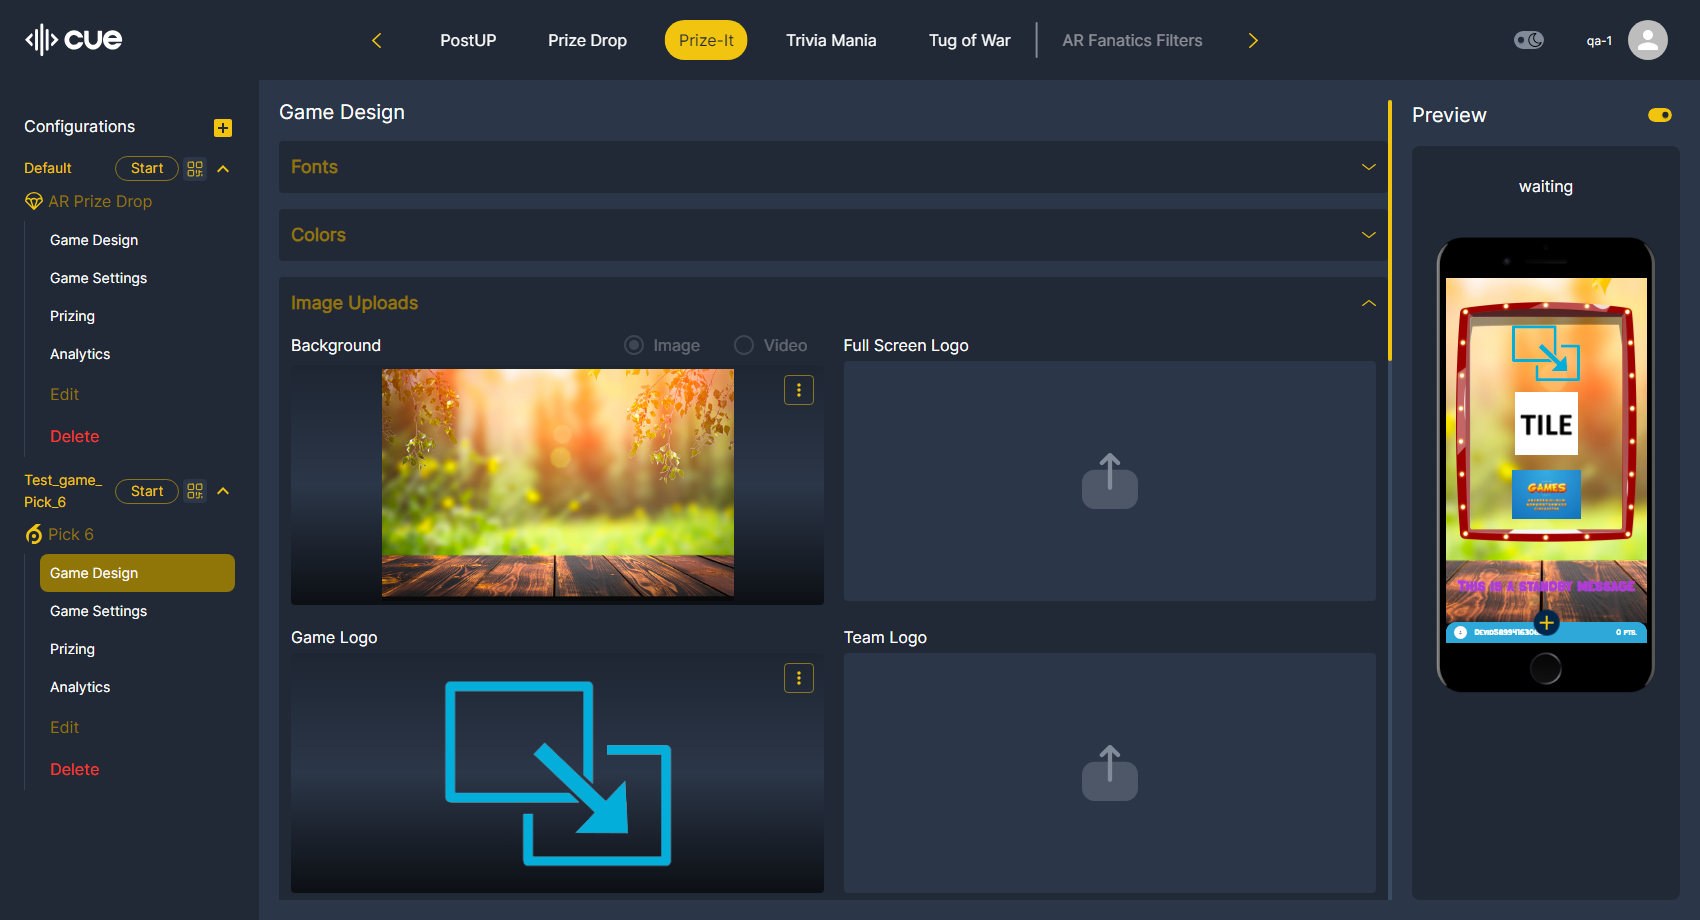 cue
PostUP
Prize Drop
Prize-It
Trivia Mania
Tug of War
AR Fanatics Filters
qa-1
Configurations
Default
Start
AR Prize Drop
Game Design
Game Settings
Prizing
Analytics
Edit
Delete
Test_game_
Pick_6
Start
Pick 6
Game Design
Game Settings
Prizing
Analytics
Edit
Delete
Game Design
Fonts
Colors
Image Uploads
Background
Image
Video
Full Screen Logo
Game Logo
Team Logo
Preview
waiting
TILE
GAMES
This is a standby message
0 pts.